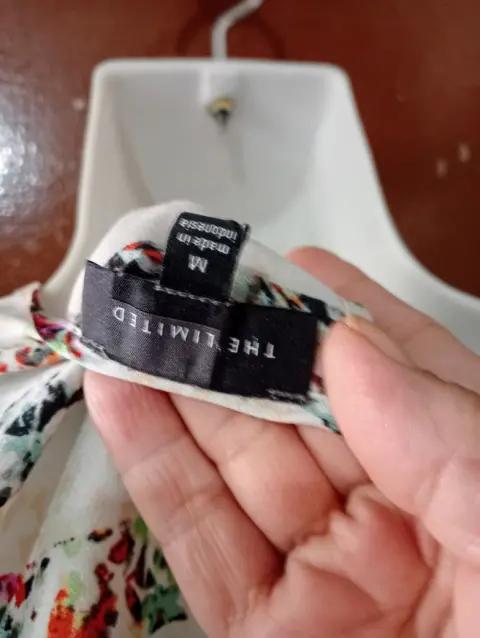 THE LIMITED
M
made in
indonesia